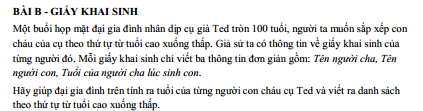 BÀI B - GIẤY KHAI SINH
Một buổi họp mặt đại gia đình nhân dịp cụ già Ted tròn 100 tuổi, người ta muốn sắp xếp con
cháu của cụ theo thứ tự từ tuổi cao xuống thấp. Giả sử ta có thông tin về giấy khai sinh của
từng người đó. Mỗi giấy khai sinh chỉ viết ba thông tin đơn giản gồm: Tên người cha, Tên
người con, Tuổi của người cha lúc sinh con.
Hãy giúp đại gia đình trên tính ra tuổi của từng người con cháu cụ Ted và viết ra danh sách
theo thứ tự từ tuổi cao xuống thấp.